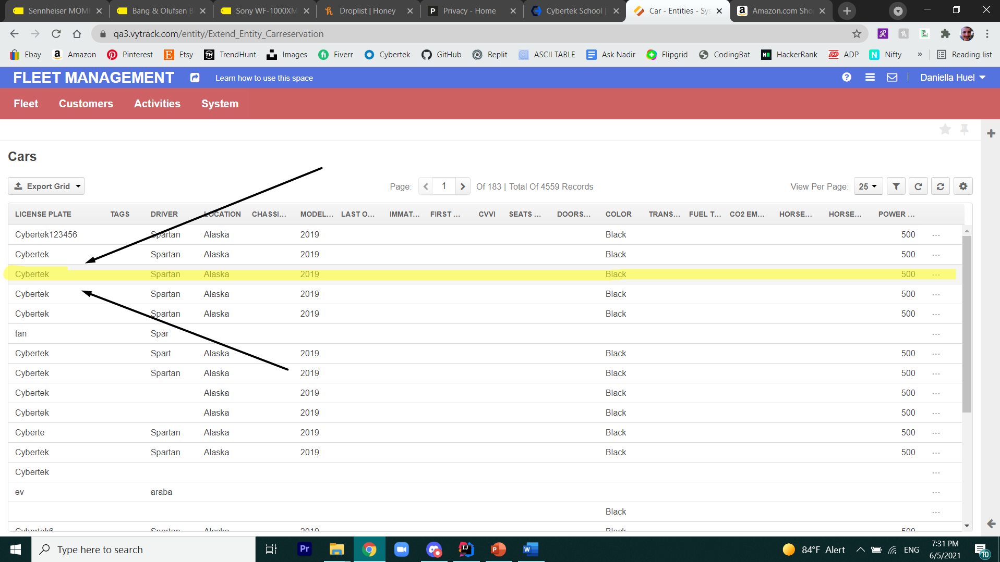 Sennheiser MOM
Bang & Olufsen B
Sony WF-1000XM
Droplist | Honey
Privacy - Home
Cybertek School |
Car - Entities - Sys
Amazon.com Sho
qa3.vytrack.com/entity/Extend_Entity_Carreservation
Ebay Amazon Pinterest Etsy TrendHunt Images Fiverr Cybertek GitHub Replit ASCII TABLE Ask Nadir Flipgrid CodingBat HackerRank ADP Nifty » Reading list
FLEET MANAGEMENT Learn how to use this space Daniella Huel
Fleet Customers Activities System
Cars
Export Grid Page: 1 Of 183 | Total Of 4559 Records View Per Page: 25
LICENSE PLATE TAGS DRIVER LOCATION CHASSI... MODEL... LAST O... IMMAT... FIRST ... CVVI SEATS ... DOORS... COLOR TRANS... FUEL T... CO2 EM... HORSE... HORSE... POWER ...
Cybertek123456 Spartan Alaska 2019 Black 500 ...
Cybertek Spartan Alaska 2019 Black 500 ...
Cybertek Spartan Alaska 2019 Black 500 ...
Cybertek Spartan Alaska 2019 Black 500 ...
Cybertek Spartan Alaska 2019 Black 500 ...
tan Spar ...
Cybertek Spart Alaska 2019 Black 500 ...
Cybertek Spartan Alaska 2019 Black 500 ...
Cybertek Alaska 2019 Black 500 ...
Cybertek Alaska 2019 Black 500 ...
Cyberte Spartan Alaska 2019 Black 500 ...
Cybertek Spartan Alaska 2019 Black 500 ...
Cybertek ...
ev araba ...
Black ...
Cybertek6 Spartan Alaska 2019 Black 500
Type here to search 84°F Alert ENG 7:31 PM
6/5/2021 10